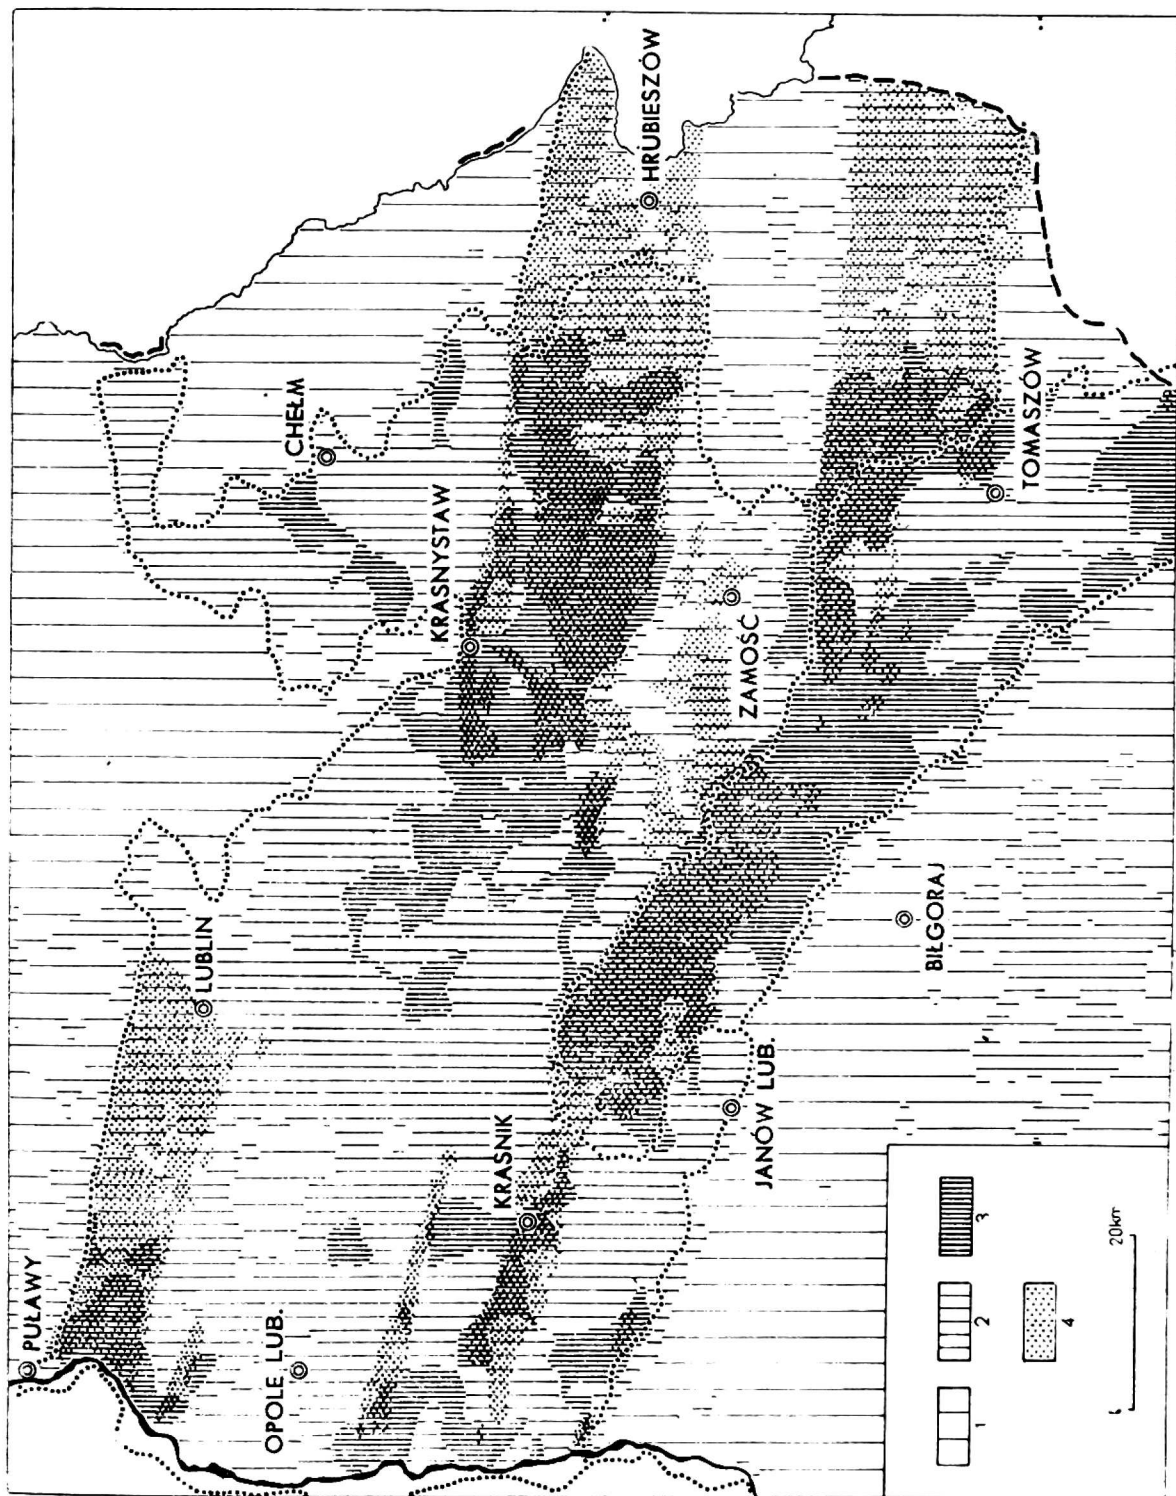 PUŁAWY
LUBLIN
CHEŁM
OPOLE LUB.
KRASNYSTAW
HRUBIESZÓW
KRAŚNIK
ZAMOŚĆ
JANÓW LUB.
BIŁGORAJ
TOMASZÓW
1
2
3
4
20km